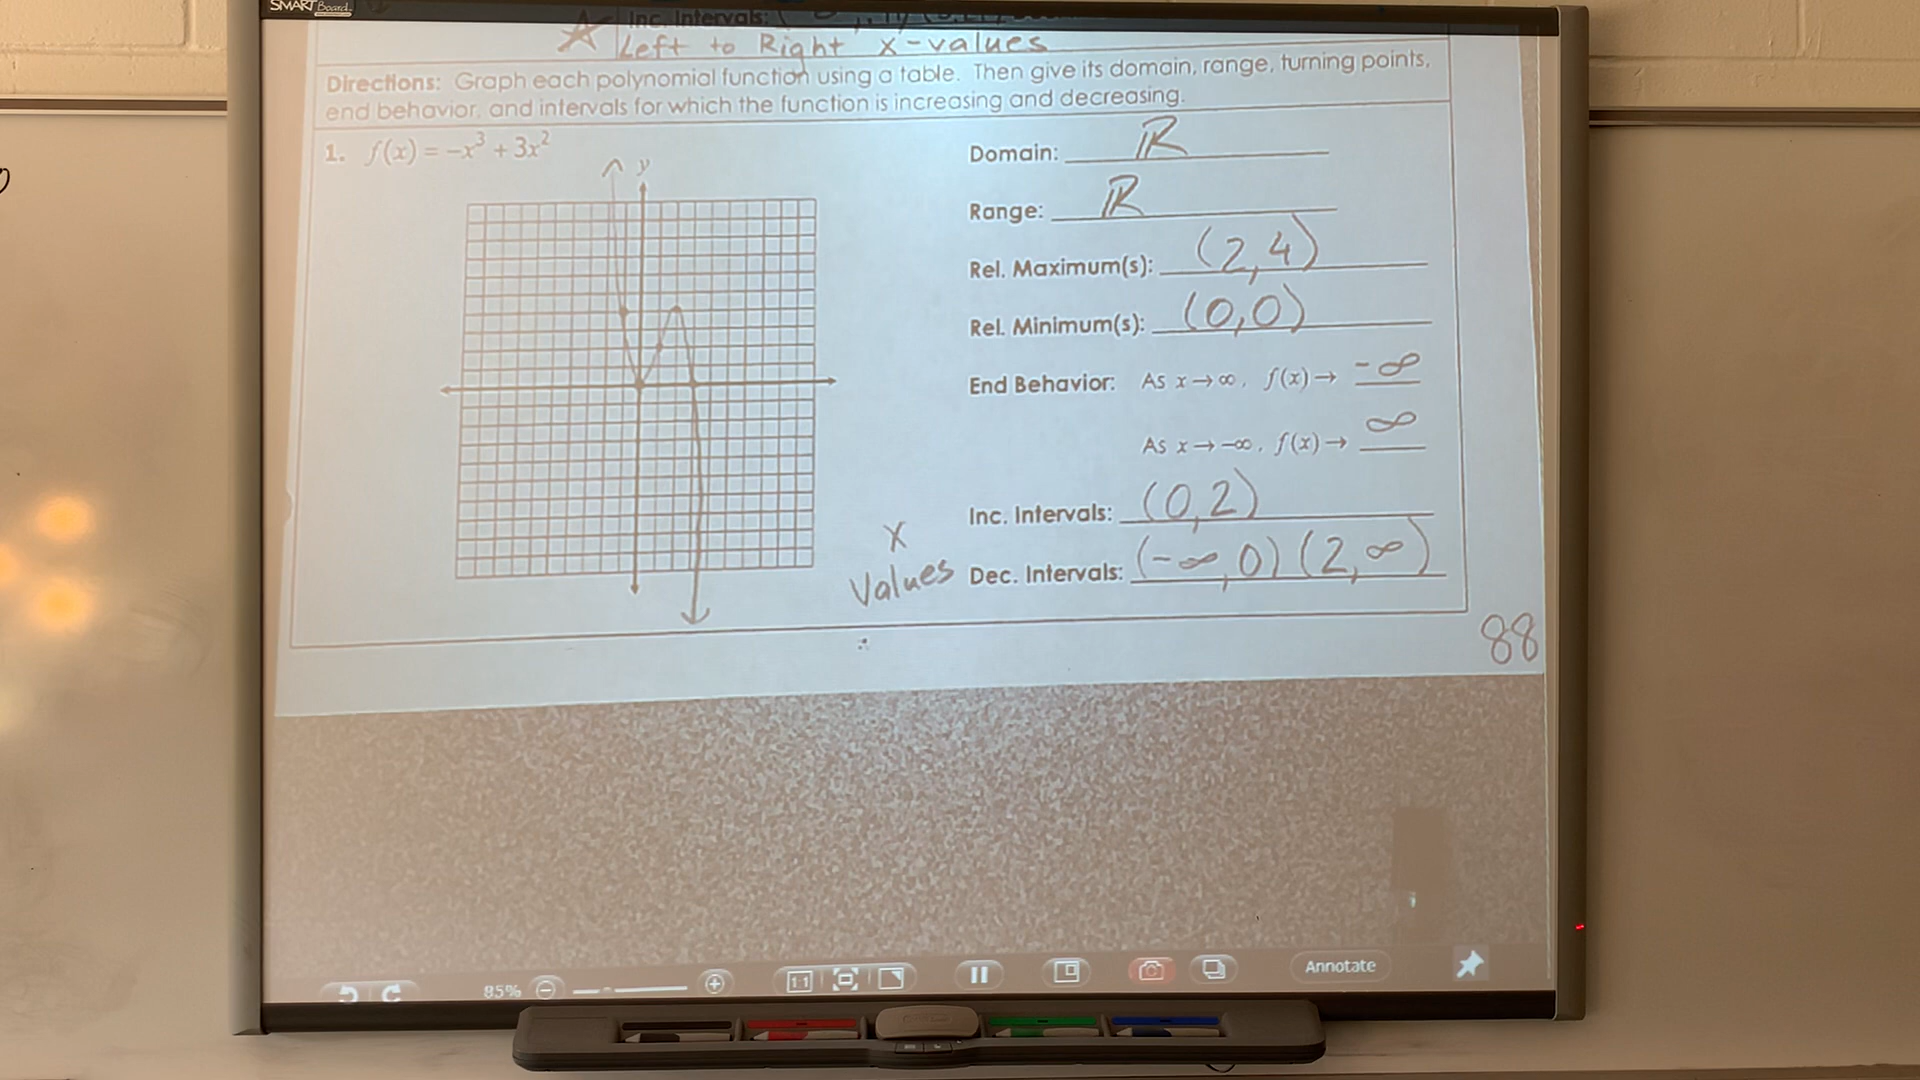 SMART Board
Inc. Intervals:
Left to Right x-values
Directions: Graph each polynomial function using a table. Then give its domain, range, turning points,
end behavior, and intervals for which the function is increasing and decreasing.
1. f(x) = −x³ + 3x²
y
Domain: ℝ
Range: ℝ
Rel. Maximum(s): (2,4)
Rel. Minimum(s): (0,0)
End Behavior: As x→∞, f(x)→ -∞
As x→-∞, f(x)→ ∞
Inc. Intervals: (0,2)
x
values
Dec. Intervals: (-∞,0) (2,∞)
88
85%
1:1
Annotate